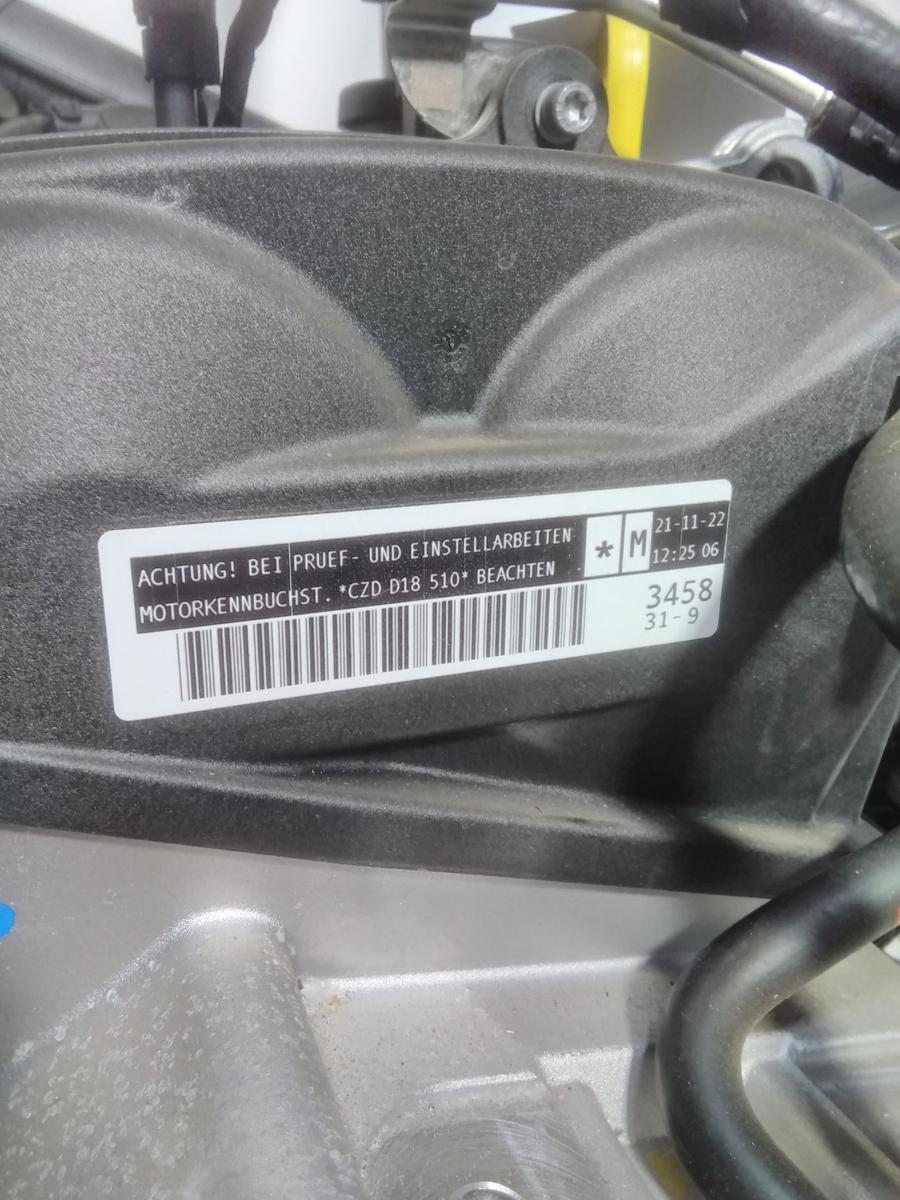 ACHTUNG! BEI PRUEF- UND EINSTELLARBEITEN
MOTORKENNBUCHST. *CZD D18 510* BEACHTEN
* M
21-11-22
12:25 06
3458
31-9